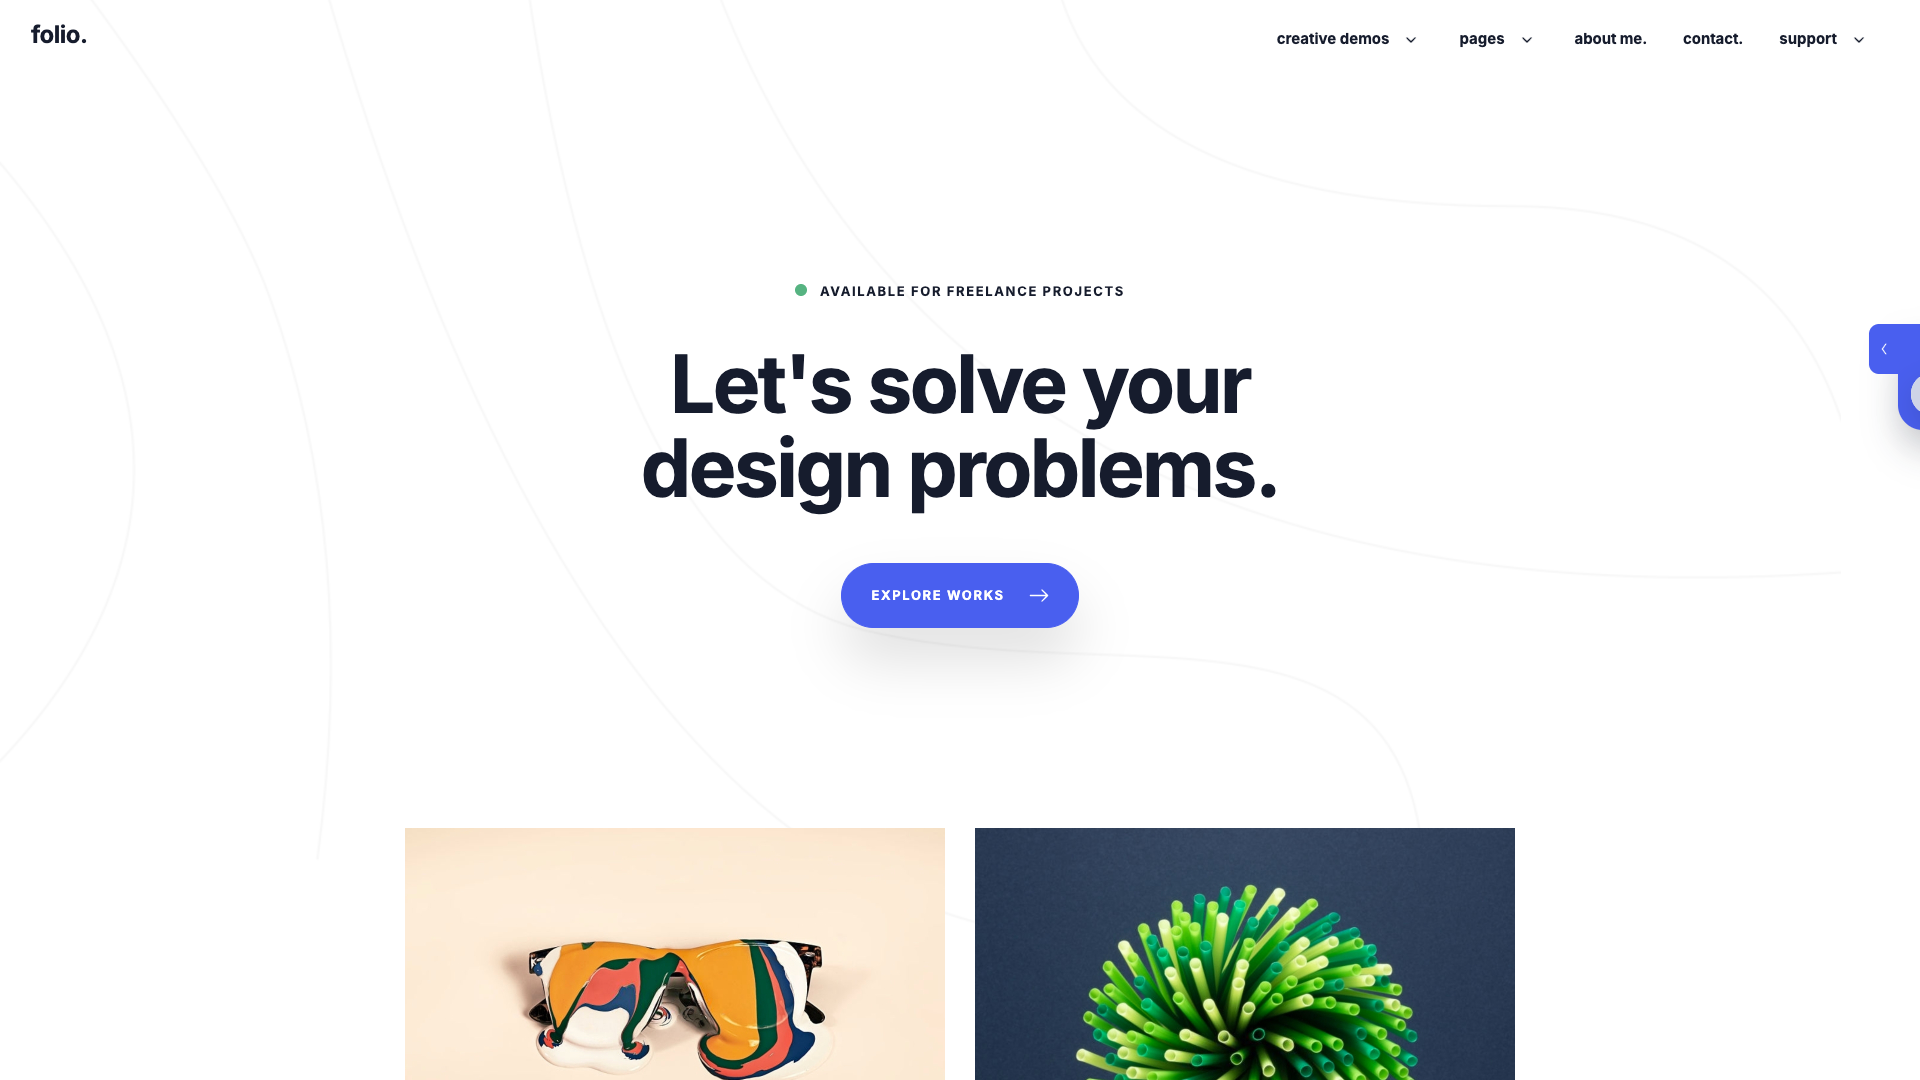 folio.
creative demos
pages
about me.
contact.
support
AVAILABLE FOR FREELANCE PROJECTS
Let's solve your
design problems.
EXPLORE WORKS